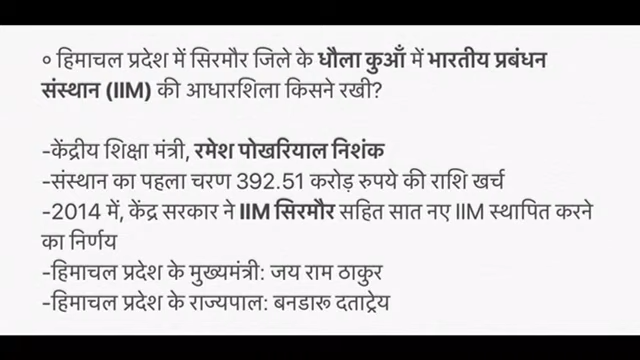 ० हिमाचल प्रदेश में सिरमौर जिले के धौला कुआँ में भारतीय प्रबंधन
संस्थान (IIM) की आधारशिला किसने रखी?
-केंद्रीय शिक्षा मंत्री, रमेश पोखरियाल निशंक
-संस्थान का पहला चरण 392.51 करोड़ रुपये की राशि खर्च
-2014 में, केंद्र सरकार ने IIM सिरमौर सहित सात नए IIM स्थापित करने
का निर्णय
-हिमाचल प्रदेश के मुख्यमंत्री: जय राम ठाकुर
-हिमाचल प्रदेश के राज्यपाल: बनडारू दताट्रेय